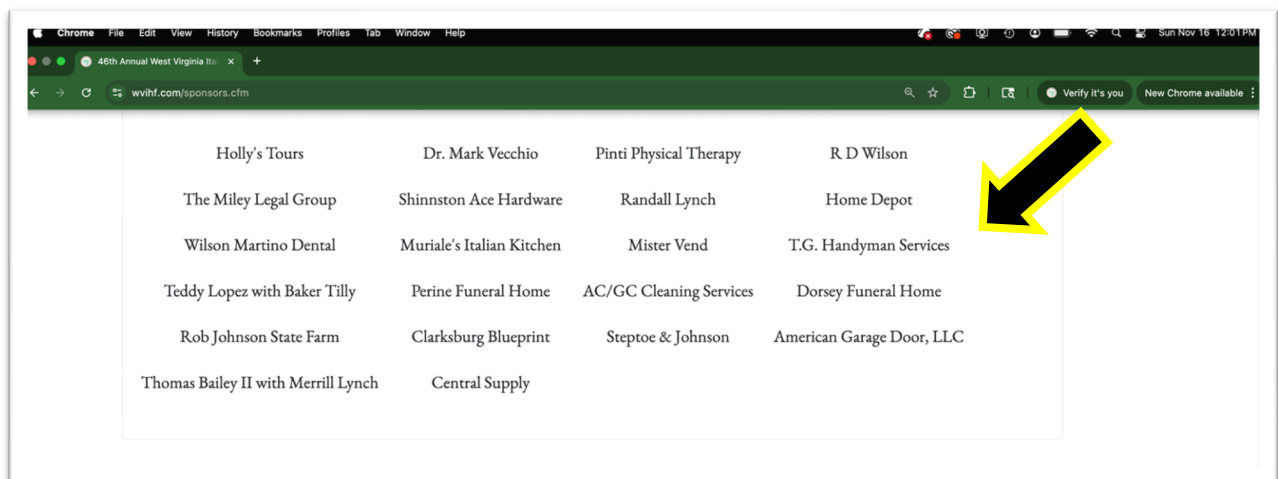 Chrome File Edit View History Bookmarks Profiles Tab Window Help Sun Nov 16 12:01 PM
46th Annual West Virginia Ita
wvihf.com/sponsors.cfm Verify it's you New Chrome available
Holly's Tours Dr. Mark Vecchio Pinti Physical Therapy R D Wilson
The Miley Legal Group Shinnston Ace Hardware Randall Lynch Home Depot
Wilson Martino Dental Muriale's Italian Kitchen Mister Vend T.G. Handyman Services
Teddy Lopez with Baker Tilly Perine Funeral Home AC/GC Cleaning Services Dorsey Funeral Home
Rob Johnson State Farm Clarksburg Blueprint Steptoe & Johnson American Garage Door, LLC
Thomas Bailey II with Merrill Lynch Central Supply